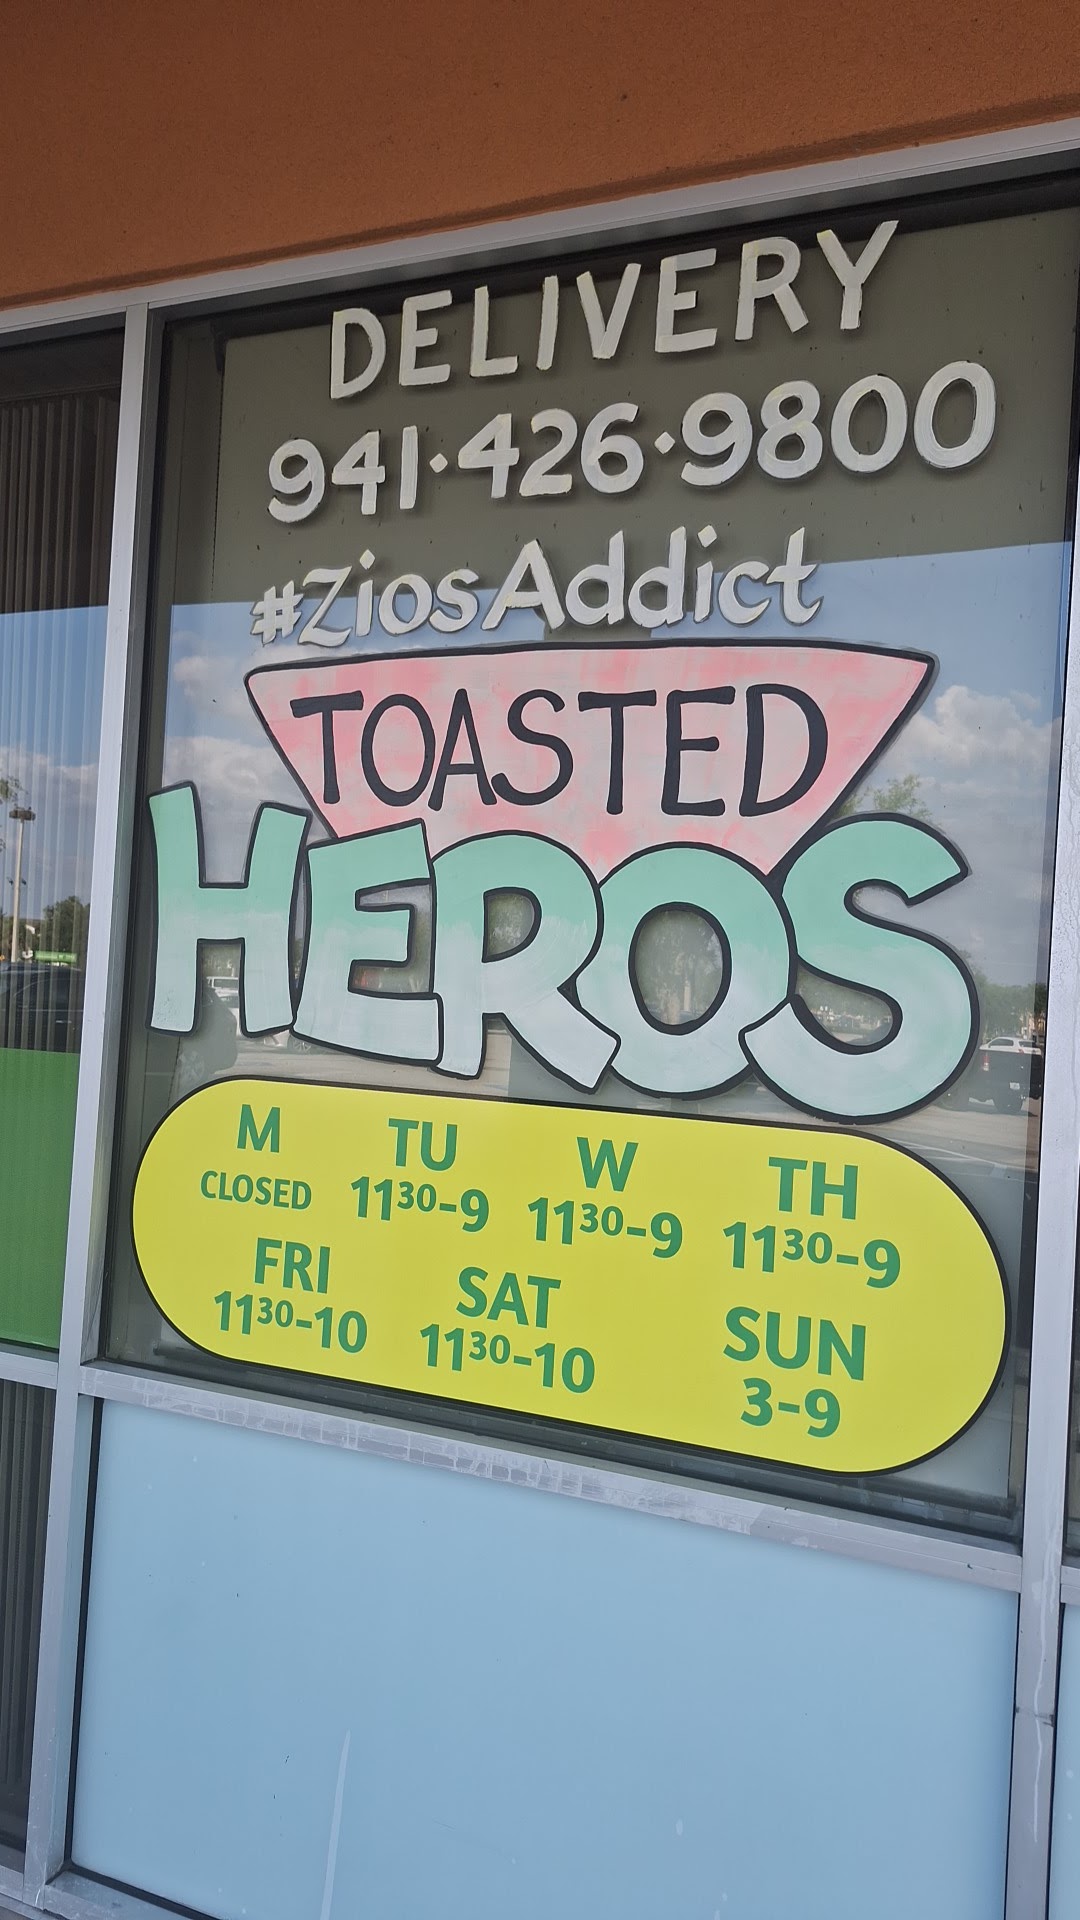 DELIVERY
941·426·9800
#ZiosAddict
TOASTED
HEROS
M TU W TH
CLOSED 11³⁰-9 11³⁰-9 11³⁰-9
FRI SAT SUN
11³⁰-10 11³⁰-10 3-9